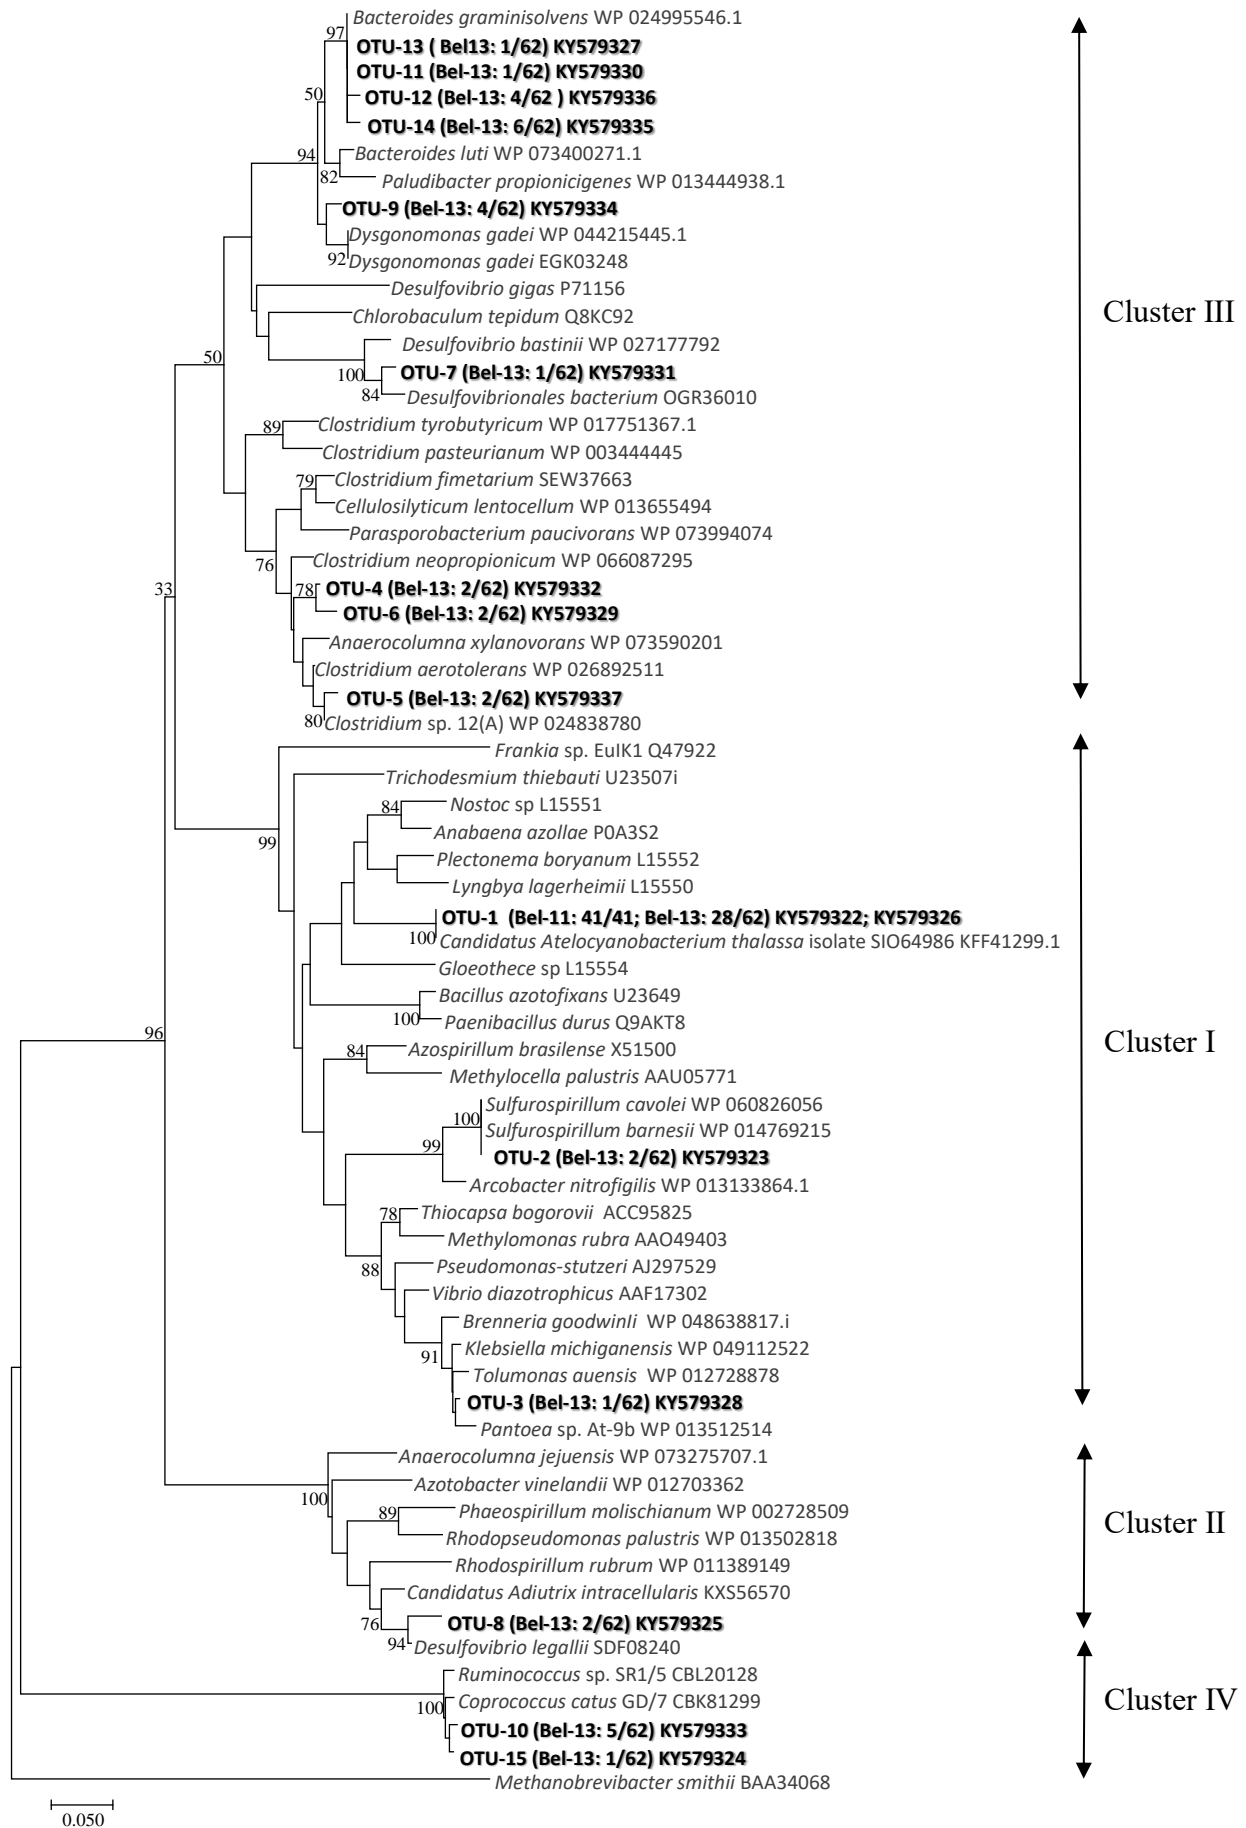 Bacteroides graminisolvens WP 024995546.1
97
OTU-13 ( Bel13: 1/62) KY579327
OTU-11 (Bel-13: 1/62) KY579330
50
OTU-12 (Bel-13: 4/62 ) KY579336
OTU-14 (Bel-13: 6/62) KY579335
94
Bacteroides luti WP 073400271.1
82
Paludibacter propionicigenes WP 013444938.1
OTU-9 (Bel-13: 4/62) KY579334
Dysgonomonas gadei WP 044215445.1
92
Dysgonomonas gadei EGK03248
Desulfovibrio gigas P71156
Cluster III
Chlorobaculum tepidum Q8KC92
Desulfovibrio bastinii WP 027177792
50
100
OTU-7 (Bel-13: 1/62) KY579331
84
Desulfovibrionales bacterium OGR36010
89
Clostridium tyrobutyricum WP 017751367.1
Clostridium pasteurianum WP 003444445
79
Clostridium fimetarium SEW37663
Cellulosilyticum lentocellum WP 013655494
Parasporobacterium paucivorans WP 073994074
76
Clostridium neopropionicum WP 066087295
33
78
OTU-4 (Bel-13: 2/62) KY579332
OTU-6 (Bel-13: 2/62) KY579329
Anaerocolumna xylanovorans WP 073590201
Clostridium aerotolerans WP 026892511
OTU-5 (Bel-13: 2/62) KY579337
80
Clostridium sp. 12(A) WP 024838780
Frankia sp. EuIK1 Q47922
Trichodesmium thiebauti U23507i
84
Nostoc sp L15551
99
Anabaena azollae P0A3S2
Plectonema boryanum L15552
Lyngbya lagerheimii L15550
OTU-1 (Bel-11: 41/41; Bel-13: 28/62) KY579322; KY579326
100
Candidatus Atelocyanobacterium thalassa isolate SIO64986 KFF41299.1
Gloeothece sp L15554
Bacillus azotofixans U23649
100
Paenibacillus durus Q9AKT8
96
Cluster I
84
Azospirillum brasilense X51500
Methylocella palustris AAU05771
Sulfurospirillum cavolei WP 060826056
100
Sulfurospirillum barnesii WP 014769215
99
OTU-2 (Bel-13: 2/62) KY579323
Arcobacter nitrofigilis WP 013133864.1
78
Thiocapsa bogorovii ACC95825
Methylomonas rubra AAO49403
88
Pseudomonas-stutzeri AJ297529
Vibrio diazotrophicus AAF17302
Brenneria goodwinIi WP 048638817.i
Klebsiella michiganensis WP 049112522
91
Tolumonas auensis WP 012728878
OTU-3 (Bel-13: 1/62) KY579328
Pantoea sp. At-9b WP 013512514
Anaerocolumna jejuensis WP 073275707.1
100
Azotobacter vinelandii WP 012703362
89
Phaeospirillum molischianum WP 002728509
Cluster II
Rhodopseudomonas palustris WP 013502818
Rhodospirillum rubrum WP 011389149
Candidatus Adiutrix intracellularis KXS56570
76
OTU-8 (Bel-13: 2/62) KY579325
94
Desulfovibrio legallii SDF08240
Ruminococcus sp. SR1/5 CBL20128
100
Coprococcus catus GD/7 CBK81299
Cluster IV
OTU-10 (Bel-13: 5/62) KY579333
OTU-15 (Bel-13: 1/62) KY579324
Methanobrevibacter smithii BAA34068
0.050